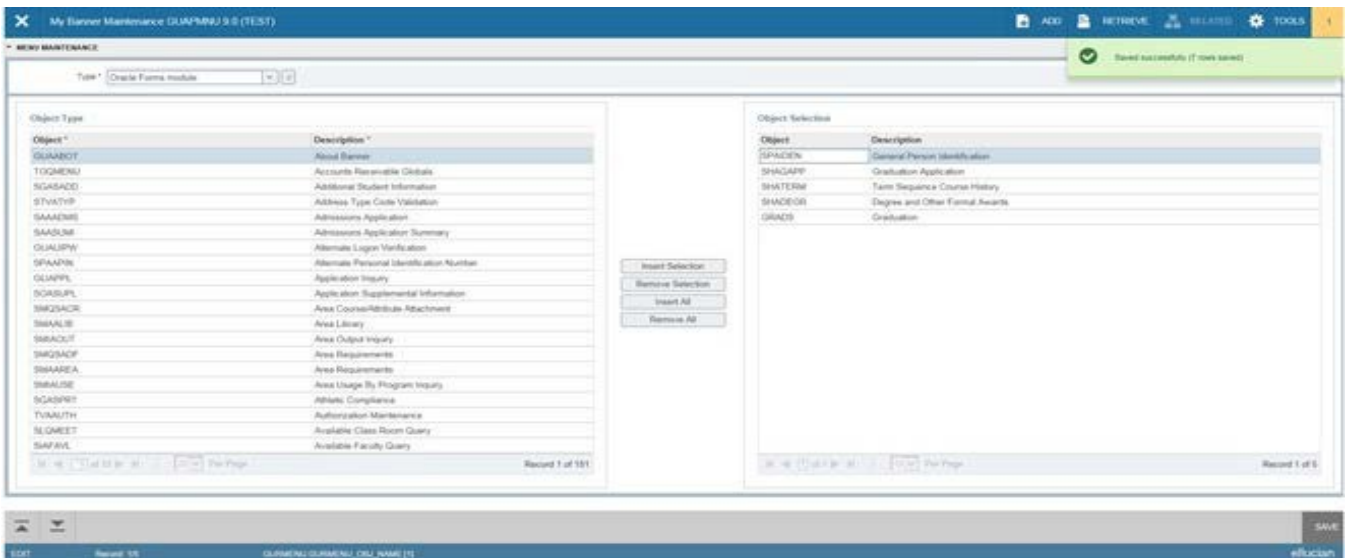 My Banner Maintenance GUAPMNU 9.0 (TEST)
ADD RETRIEVE RELATED TOOLS 1
MENU MAINTENANCE
Saved successfully (7 rows saved)
Type * Oracle Forms module
Object Type
Object * Description *
GUAABOT About Banner
TOQMENU Accounts Receivable Globals
SGASADD Additional Student Information
STVATYP Address Type Code Validation
SAAADMS Admissions Application
SAASUMI Admissions Application Summary
GUAUIPW Alternate Logon Verification
SPAAPIN Alternate Personal Identification Number
GUAPPL Application Inquiry
Application Supplemental Information
SMQSACR Area Course/Attribute Attachment
SMAALIB Area Library
SMIAOUT Area Output Inquiry
SMQSADF Area Requirements
SMAAREA Area Requirements
SMIAUSE Area Usage By Program Inquiry
SGASPRT Athletic Compliance
TVAAUTH Authorization Maintenance
SLQMEET Available Class Room Query
SIAFAVL Available Faculty Query
Per Page Record 1 of 181
Insert Selection
Remove Selection
Insert All
Remove All
Object Selection
Object Description
SPAIDEN General Person Identification
SHAGAPP Graduation Application
SHATERM Term Sequence Course History
SHADEGR Degree and Other Formal Awards
GRADS Graduation
Per Page Record 1 of 5
SAVE
EDIT Record: 1/5 GURMENU.GURMENU_OBJ_NAME [1] ellucian